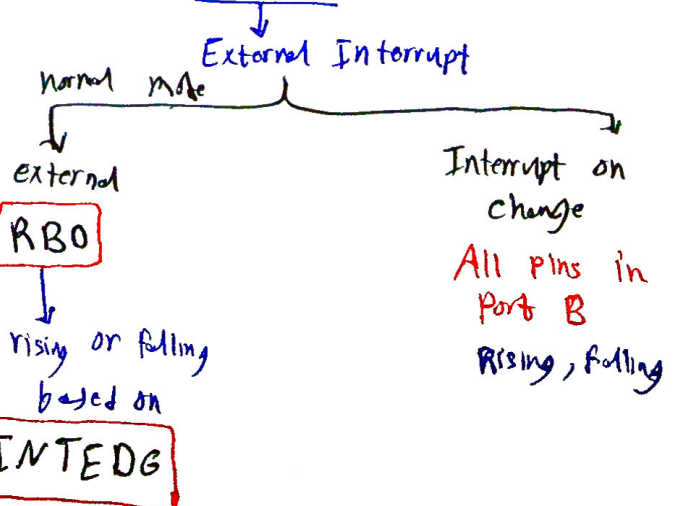 External Interrupt
normal mode
external
RB0
rising or falling
based on
INTEDG
Interrupt on
change
All pins in
Port B
Rising, falling